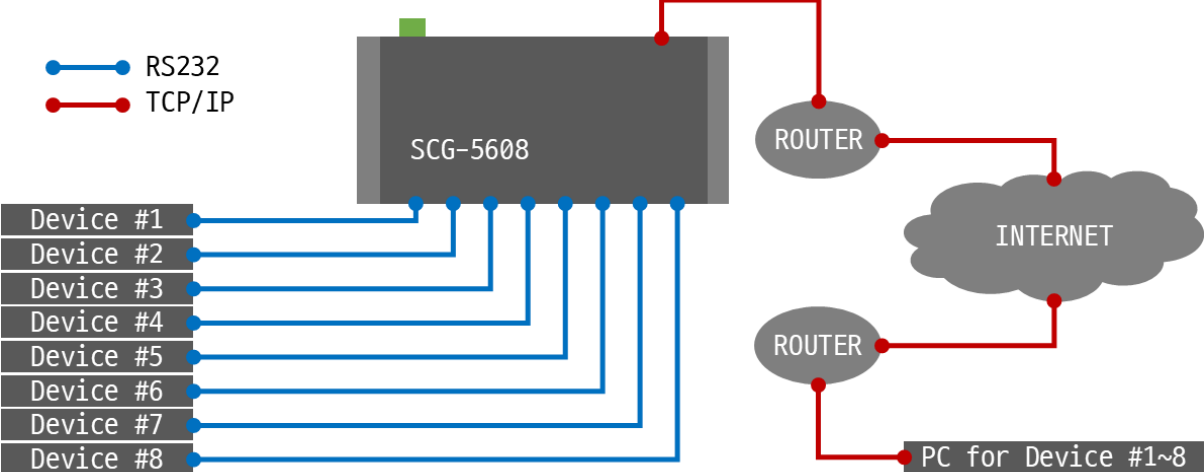 RS232
TCP/IP
SCG-5608
ROUTER
INTERNET
Device #1
Device #2
Device #3
Device #4
Device #5
Device #6
Device #7
Device #8
ROUTER
PC for Device #1~8